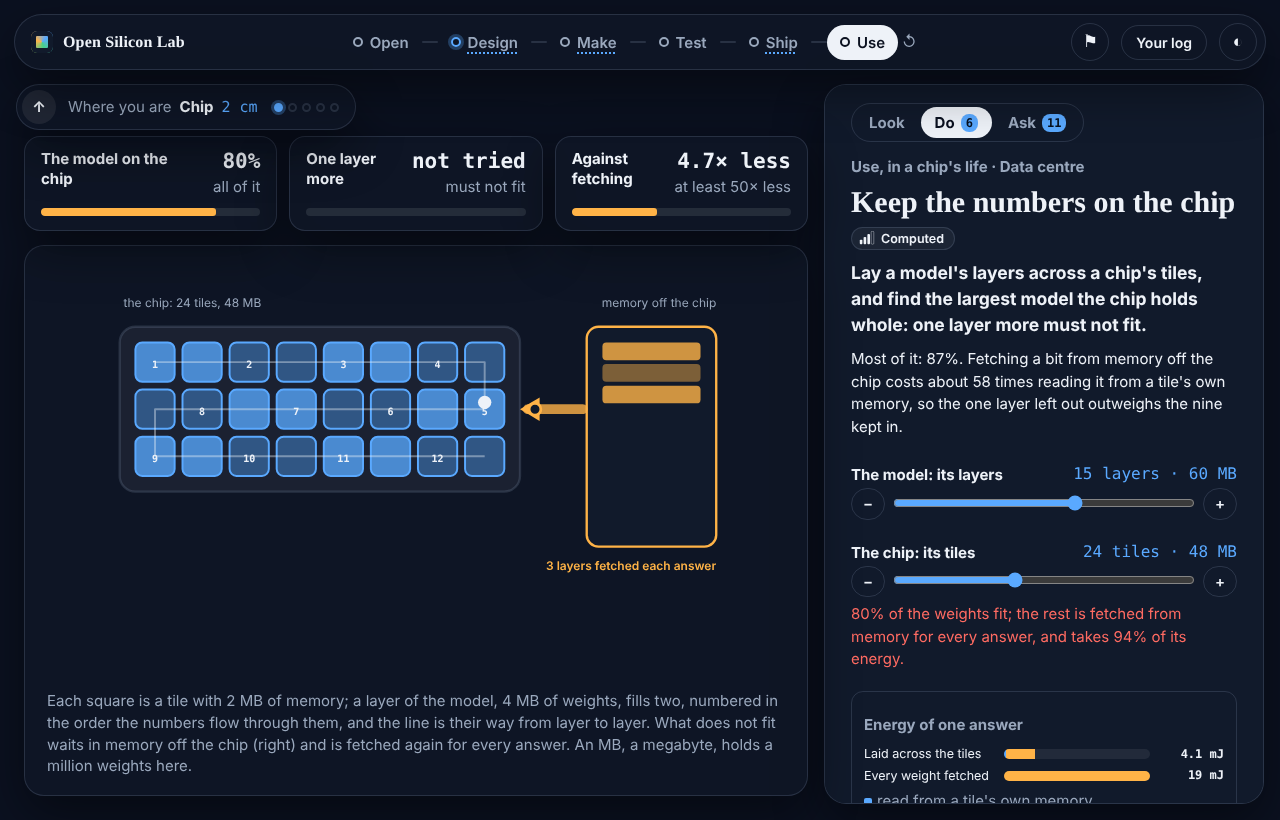 Open Silicon Lab
Open
Design
Make
Test
Ship
Use
Your log
Where you are Chip 2 cm
The model on the chip
80%
all of it
One layer more
not tried
must not fit
Against fetching
4.7× less
at least 50× less
the chip: 24 tiles, 48 MB
memory off the chip
1 2 3 4
8 7 6 5
9 10 11 12
3 layers fetched each answer
Each square is a tile with 2 MB of memory; a layer of the model, 4 MB of weights, fills two, numbered in
the order the numbers flow through them, and the line is their way from layer to layer. What does not fit
waits in memory off the chip (right) and is fetched again for every answer. An MB, a megabyte, holds a
million weights here.
Look
Do 6
Ask 11
Use, in a chip's life · Data centre
Keep the numbers on the chip
Computed
Lay a model's layers across a chip's tiles,
and find the largest model the chip holds
whole: one layer more must not fit.
Most of it: 87%. Fetching a bit from memory off the
chip costs about 58 times reading it from a tile's own
memory, so the one layer left out outweighs the nine
kept in.
The model: its layers
15 layers · 60 MB
−
+
The chip: its tiles
24 tiles · 48 MB
−
+
80% of the weights fit; the rest is fetched from
memory for every answer, and takes 94% of its
energy.
Energy of one answer
Laid across the tiles
4.1 mJ
Every weight fetched
19 mJ
read from a tile's own memory